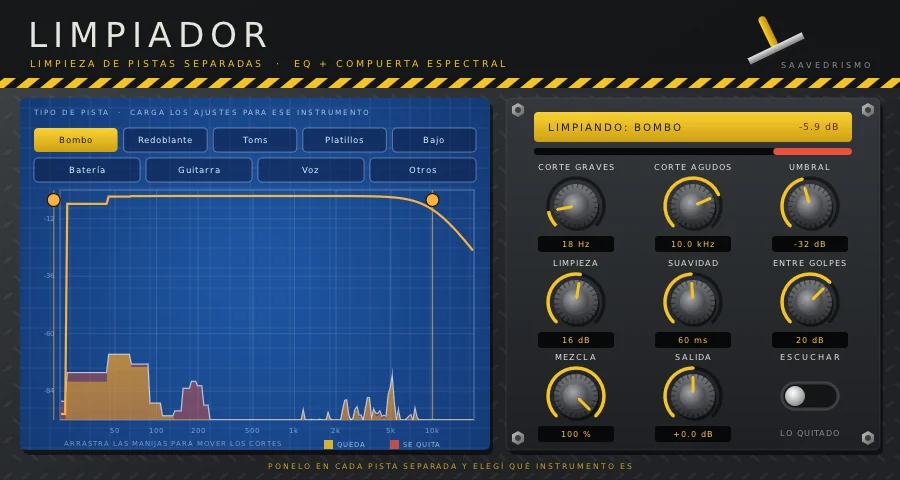 LIMPIADOR
LIMPIEZA DE PISTAS SEPARADAS · EQ + COMPUERTA ESPECTRAL
SAAVEDRISMO
TIPO DE PISTA · CARGA LOS AJUSTES PARA ESE INSTRUMENTO
Bombo Redoblante Toms Platillos Bajo
Batería Guitarra Voz Otros
-12
-36
-60
-84
50 100 200 500 1k 2k 5k 10k
ARRASTRA LAS MANIJAS PARA MOVER LOS CORTES
QUEDA SE QUITA
LIMPIANDO: BOMBO -5.9 dB
CORTE GRAVES CORTE AGUDOS UMBRAL
18 Hz 10.0 kHz -32 dB
LIMPIEZA SUAVIDAD ENTRE GOLPES
16 dB 60 ms 20 dB
MEZCLA SALIDA ESCUCHAR
100 % +0.0 dB LO QUITADO
PONELO EN CADA PISTA SEPARADA Y ELEGÍ QUÉ INSTRUMENTO ES